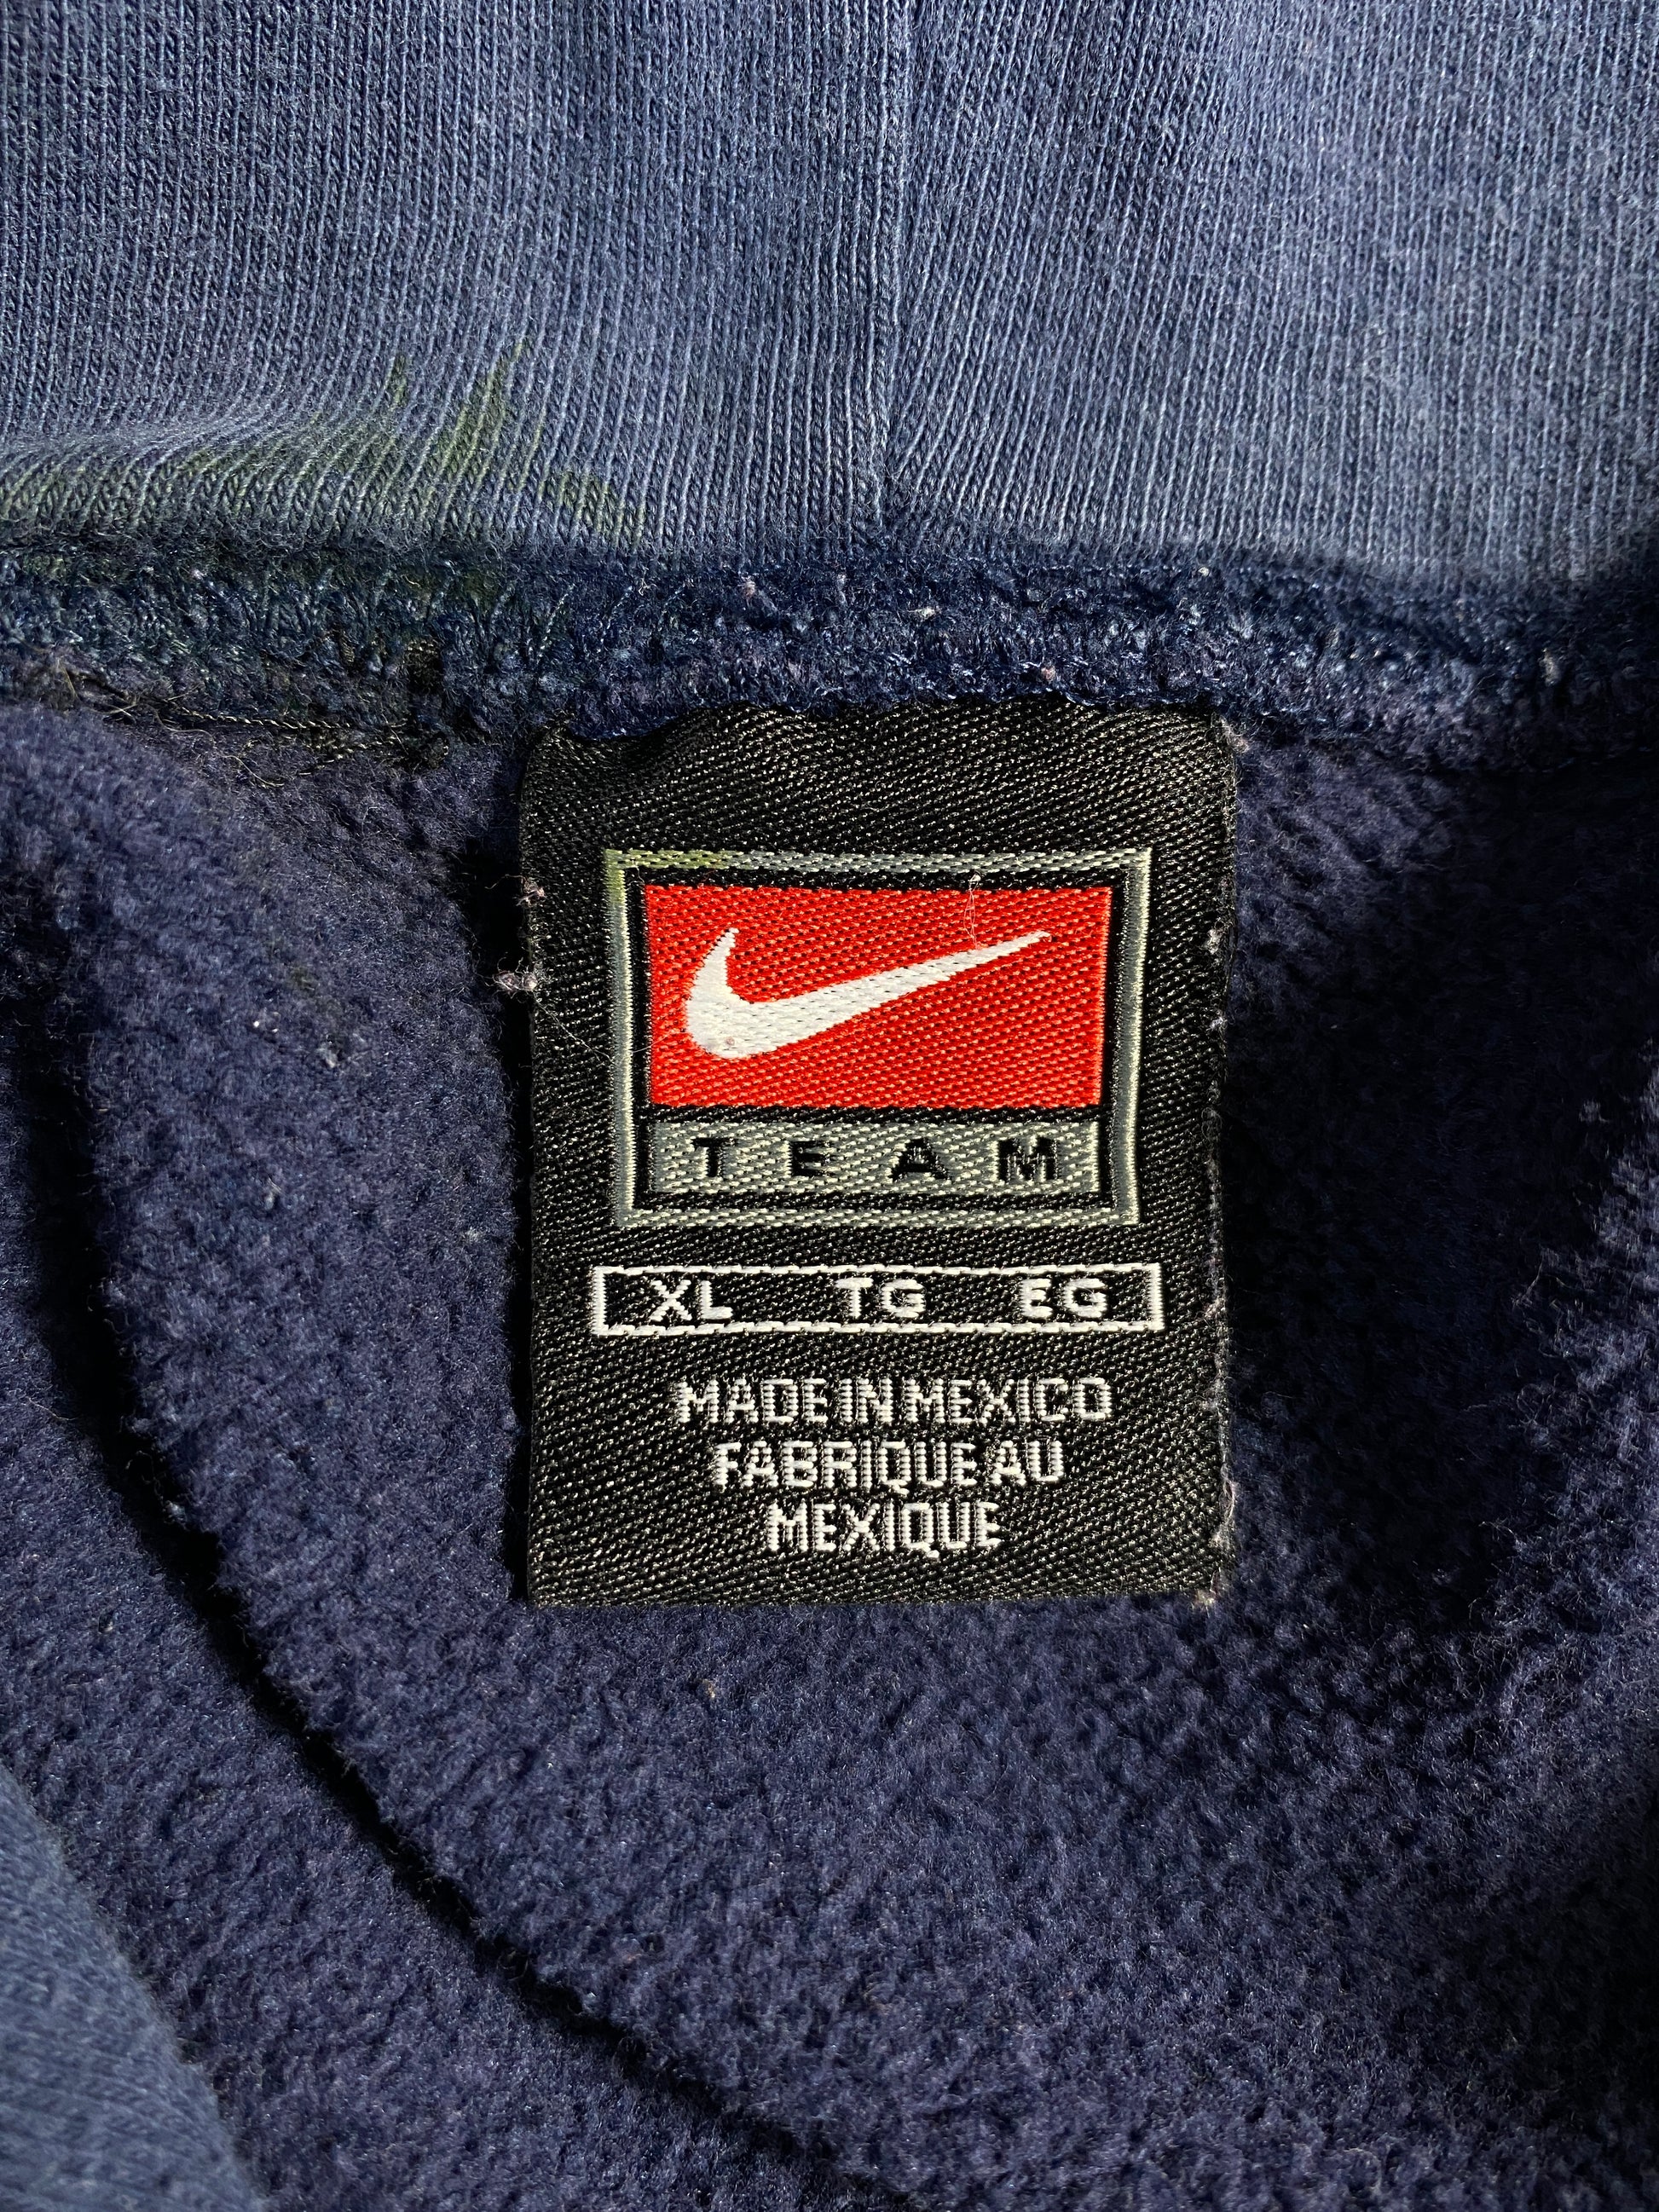 TEAM
XL TG EG
MADE IN MEXICO
FABRIQUE AU
MEXIQUE